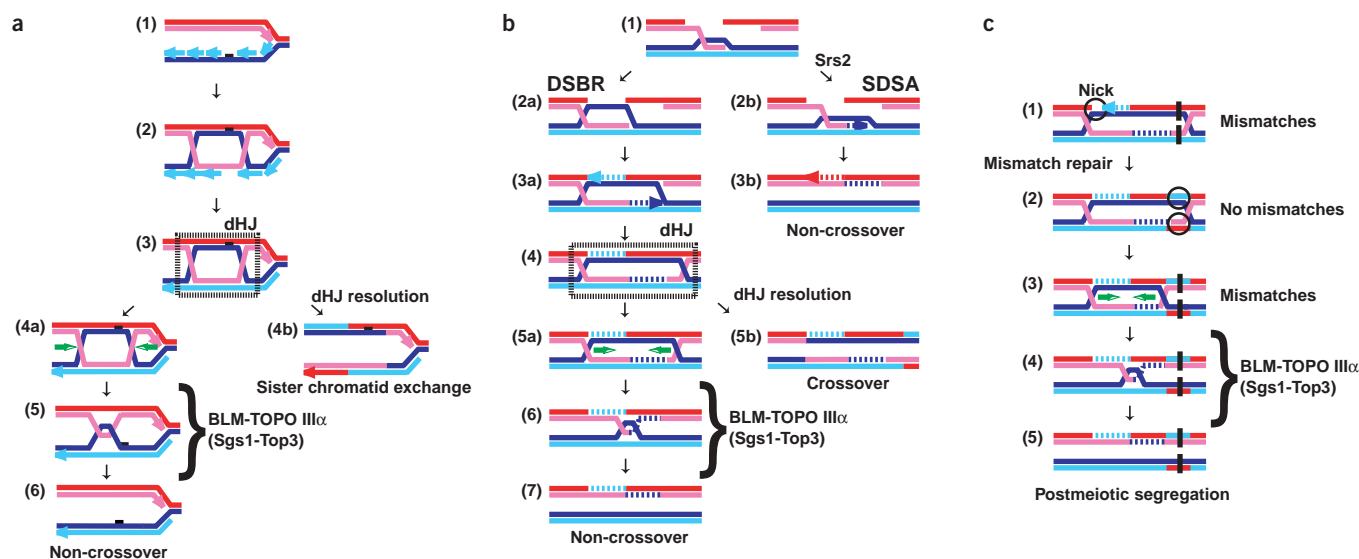 a
(1)
(2)
dHJ
(3)
dHJ resolution
(4a)
(4b)
Sister chromatid exchange
(5)
BLM-TOPO IIIα
(Sgs1-Top3)
(6)
Non-crossover
b
(1)
Srs2
DSBR
SDSA
(2a)
(2b)
(3a)
(3b)
Non-crossover
dHJ
(4)
dHJ resolution
(5a)
(5b)
Crossover
(6)
BLM-TOPO IIIα
(Sgs1-Top3)
(7)
Non-crossover
c
Nick
(1)
Mismatches
Mismatch repair
(2)
No mismatches
(3)
Mismatches
(4)
BLM-TOPO IIIα
(Sgs1-Top3)
(5)
Postmeiotic segregation